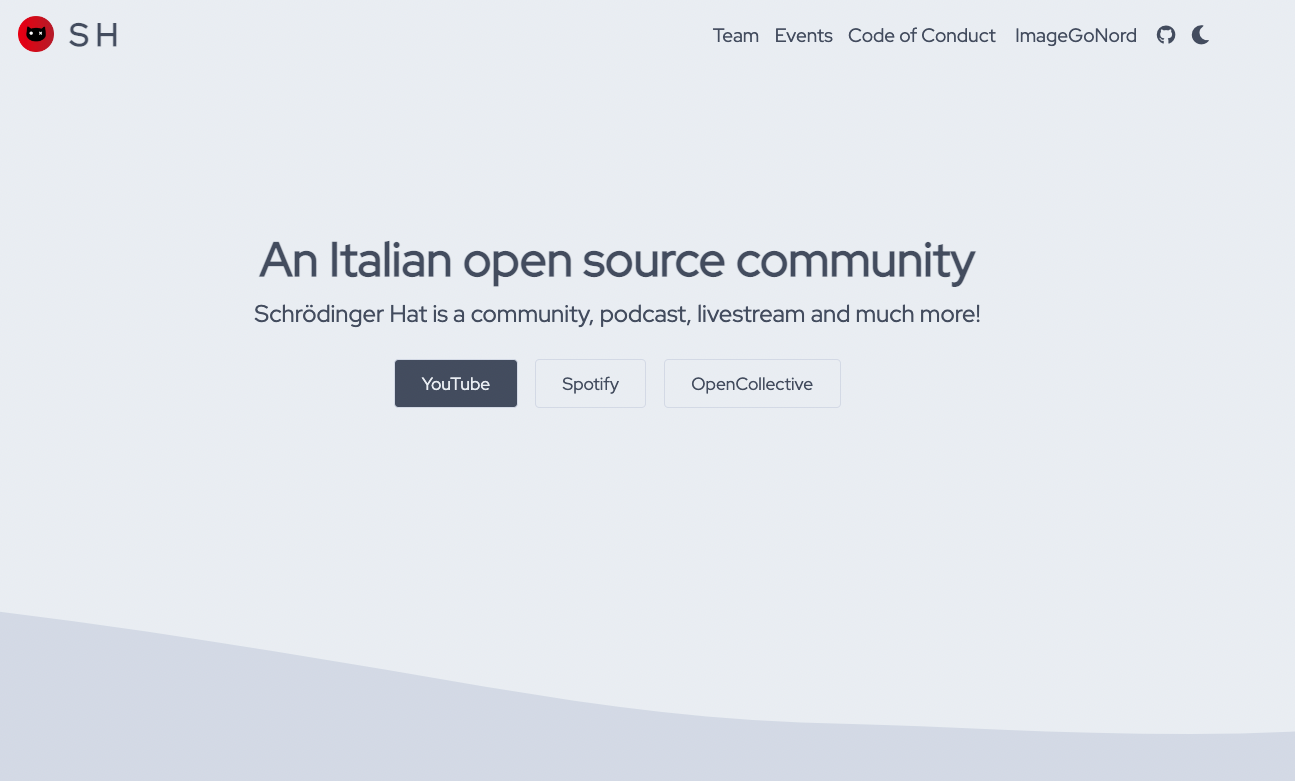 S H
Team Events Code of Conduct ImageGoNord
An Italian open source community
Schrödinger Hat is a community, podcast, livestream and much more!
YouTube Spotify OpenCollective